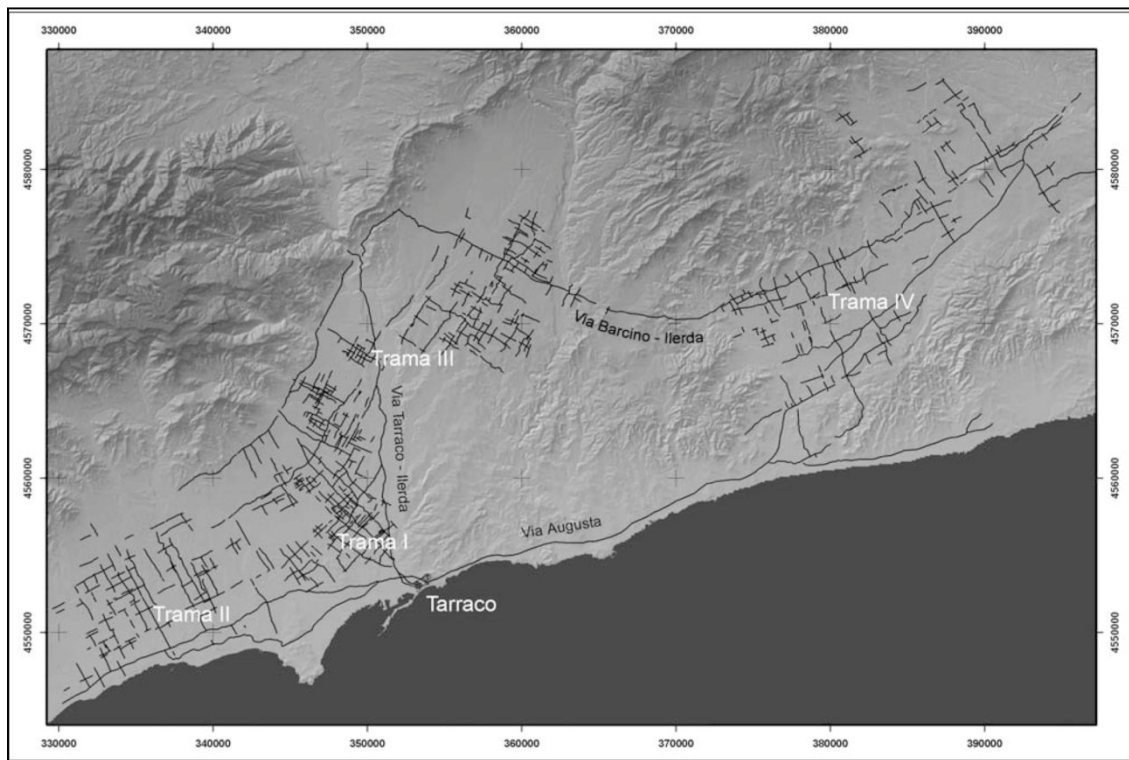 330000 340000 350000 360000 370000 380000 390000
4580000 4580000
Via Barcino - Ilerda
Trama IV
4570000 4570000
Trama III
Via Tarraco - Ilerda
4560000 4560000
Via Augusta
Trama I
Tarraco
Trama II
4550000 4550000
330000 340000 350000 360000 370000 380000 390000